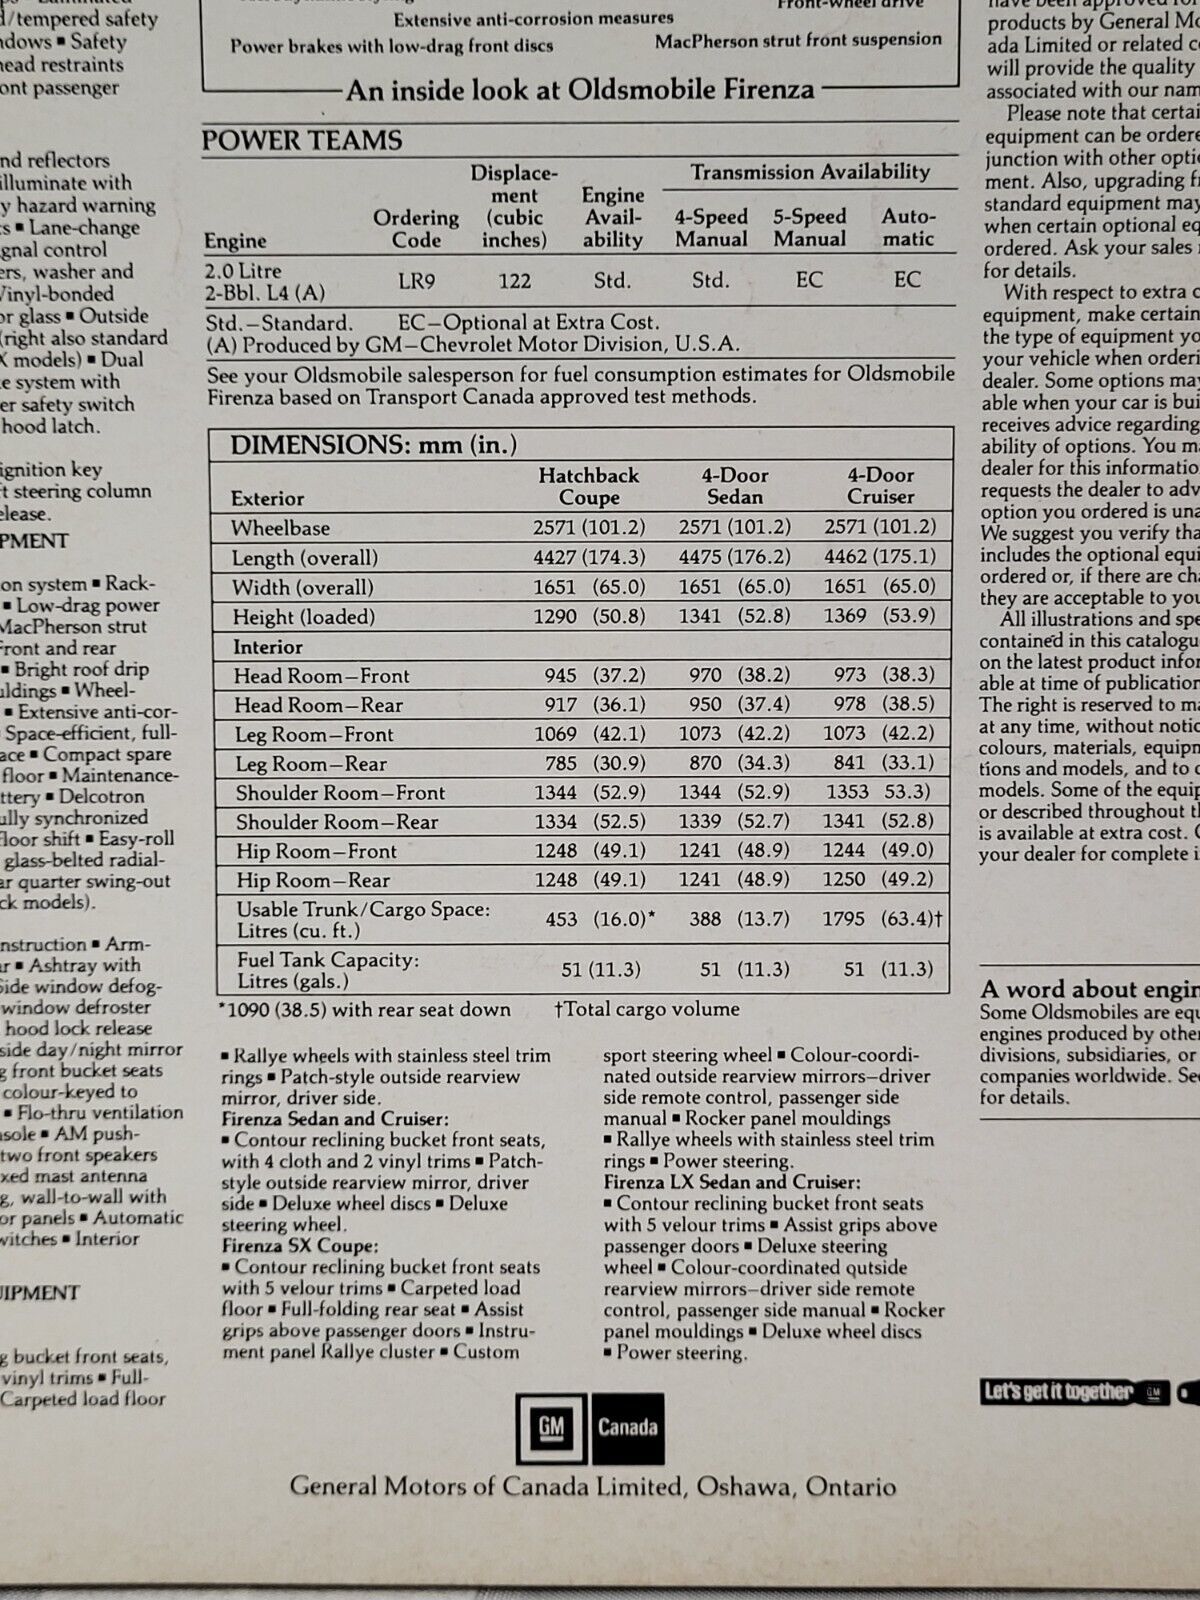 d/tempered safety
ndows ▪ Safety
head restraints
ont passenger
nd reflectors
illuminate with
y hazard warning
ts ▪ Lane-change
gnal control
ers, washer and
Vinyl-bonded
or glass ▪ Outside
(right also standard
X models) ▪ Dual
e system with
er safety switch
hood latch.
ignition key
ft steering column
elease.
PMENT
on system ▪ Rack-
▪ Low-drag power
MacPherson strut
Front and rear
▪ Bright roof drip
uldings ▪ Wheel-
▪ Extensive anti-cor-
Space-efficient, full-
ace ▪ Compact spare
floor ▪ Maintenance-
ttery ▪ Delcotron
ully synchronized
floor shift ▪ Easy-roll
glass-belted radial-
ar quarter swing-out
ck models).
nstruction ▪ Arm-
ar ▪ Ashtray with
Side window defog-
window defroster
hood lock release
side day/night mirror
g front bucket seats
colour-keyed to
▪ Flo-thru ventilation
nsole ▪ AM push-
two front speakers
xed mast antenna
g, wall-to-wall with
or panels ▪ Automatic
witches ▪ Interior
UIPMENT
g bucket front seats,
vinyl trims ▪ Full-
Carpeted load floor
Front-wheel drive
Extensive anti-corrosion measures
Power brakes with low-drag front discs
MacPherson strut front suspension
An inside look at Oldsmobile Firenza
POWER TEAMS
Engine Ordering Code Displace-ment (cubic inches) Engine Avail-ability Transmission Availability
4-Speed Manual 5-Speed Manual Auto-matic
2.0 Litre
2-Bbl. L4 (A) LR9 122 Std. Std. EC EC
Std.—Standard. EC—Optional at Extra Cost.
(A) Produced by GM—Chevrolet Motor Division, U.S.A.
See your Oldsmobile salesperson for fuel consumption estimates for Oldsmobile
Firenza based on Transport Canada approved test methods.
DIMENSIONS: mm (in.)
Exterior Hatchback Coupe 4-Door Sedan 4-Door Cruiser
Wheelbase 2571 (101.2) 2571 (101.2) 2571 (101.2)
Length (overall) 4427 (174.3) 4475 (176.2) 4462 (175.1)
Width (overall) 1651 (65.0) 1651 (65.0) 1651 (65.0)
Height (loaded) 1290 (50.8) 1341 (52.8) 1369 (53.9)
Interior
Head Room—Front 945 (37.2) 970 (38.2) 973 (38.3)
Head Room—Rear 917 (36.1) 950 (37.4) 978 (38.5)
Leg Room—Front 1069 (42.1) 1073 (42.2) 1073 (42.2)
Leg Room—Rear 785 (30.9) 870 (34.3) 841 (33.1)
Shoulder Room—Front 1344 (52.9) 1344 (52.9) 1353 53.3)
Shoulder Room—Rear 1334 (52.5) 1339 (52.7) 1341 (52.8)
Hip Room—Front 1248 (49.1) 1241 (48.9) 1244 (49.0)
Hip Room—Rear 1248 (49.1) 1241 (48.9) 1250 (49.2)
Usable Trunk/Cargo Space:
Litres (cu. ft.) 453 (16.0)* 388 (13.7) 1795 (63.4)†
Fuel Tank Capacity:
Litres (gals.) 51 (11.3) 51 (11.3) 51 (11.3)
*1090 (38.5) with rear seat down †Total cargo volume
▪ Rallye wheels with stainless steel trim
rings ▪ Patch-style outside rearview
mirror, driver side.
Firenza Sedan and Cruiser:
▪ Contour reclining bucket front seats,
with 4 cloth and 2 vinyl trims ▪ Patch-
style outside rearview mirror, driver
side ▪ Deluxe wheel discs ▪ Deluxe
steering wheel.
Firenza SX Coupe:
▪ Contour reclining bucket front seats
with 5 velour trims ▪ Carpeted load
floor ▪ Full-folding rear seat ▪ Assist
grips above passenger doors ▪ Instru-
ment panel Rallye cluster ▪ Custom
sport steering wheel ▪ Colour-coordi-
nated outside rearview mirrors—driver
side remote control, passenger side
manual ▪ Rocker panel mouldings
▪ Rallye wheels with stainless steel trim
rings ▪ Power steering.
Firenza LX Sedan and Cruiser:
▪ Contour reclining bucket front seats
with 5 velour trims ▪ Assist grips above
passenger doors ▪ Deluxe steering
wheel ▪ Colour-coordinated outside
rearview mirrors—driver side remote
control, passenger side manual ▪ Rocker
panel mouldings ▪ Deluxe wheel discs
▪ Power steering.
GM Canada
General Motors of Canada Limited, Oshawa, Ontario
have been approved for
products by General Mo
ada Limited or related c
will provide the quality
associated with our nam
Please note that certai
equipment can be ordere
junction with other optio
ment. Also, upgrading fr
standard equipment may
when certain optional eq
ordered. Ask your sales r
for details.
With respect to extra c
equipment, make certain
the type of equipment yo
your vehicle when orderi
dealer. Some options may
able when your car is bui
receives advice regarding
ability of options. You ma
dealer for this informatio
requests the dealer to adv
option you ordered is una
We suggest you verify tha
includes the optional equi
ordered or, if there are cha
they are acceptable to you
All illustrations and spe
contained in this catalogue
on the latest product infor
able at time of publication
The right is reserved to ma
at any time, without notic
colours, materials, equipm
tions and models, and to d
models. Some of the equip
or described throughout th
is available at extra cost. C
your dealer for complete i
A word about engin
Some Oldsmobiles are equ
engines produced by othe
divisions, subsidiaries, or
companies worldwide. See
for details.
Let's get it together GM